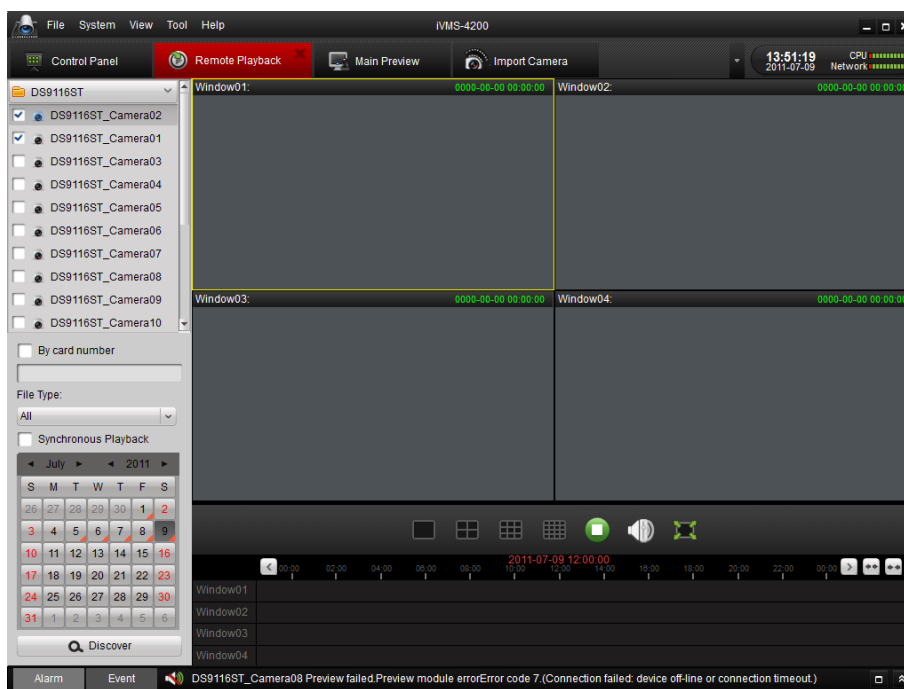 File System View Tool Help iVMS-4200
Control Panel Remote Playback Main Preview Import Camera 13:51:19 CPU
2011-07-09 Network
DS9116ST
DS9116ST_Camera02
DS9116ST_Camera01
DS9116ST_Camera03
DS9116ST_Camera04
DS9116ST_Camera05
DS9116ST_Camera06
DS9116ST_Camera07
DS9116ST_Camera08
DS9116ST_Camera09
DS9116ST_Camera10
By card number
File Type:
All
Synchronous Playback
July 2011
S M T W T F S
26 27 28 29 30 1 2
3 4 5 6 7 8 9
10 11 12 13 14 15 16
17 18 19 20 21 22 23
24 25 26 27 28 29 30
31 1 2 3 4 5 6
Discover
Window01: 0000-00-00 00:00:00 Window02: 0000-00-00 00:00:00
Window03: 0000-00-00 00:00:00 Window04: 0000-00-00 00:00:00
2011-07-09 12:00:00
00:00 02:00 04:00 06:00 08:00 10:00 12:00 14:00 16:00 18:00 20:00 22:00 00:00
Window01
Window02
Window03
Window04
Alarm Event DS9116ST_Camera08 Preview failed.Preview module errorError code 7.(Connection failed: device off-line or connection timeout.)